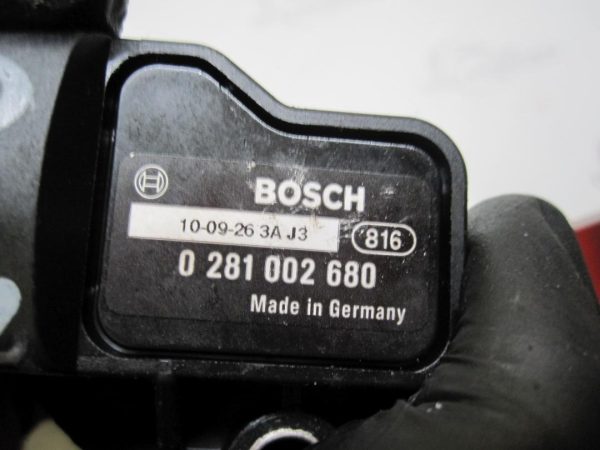 BOSCH
10-09-26 3A J3
816
0 281 002 680
Made in Germany